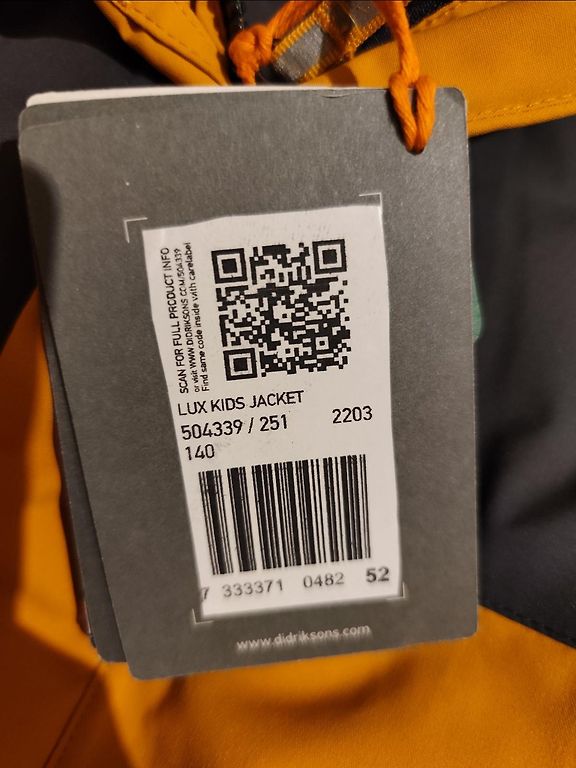 SCAN FOR FULL PRODUCT INFO
or visit WWW.DIDRIKSONS.COM/504339
Find same code inside with carelabel
LUX KIDS JACKET
504339 / 251 2203
140
7 333371 0482 52
www.didriksons.com